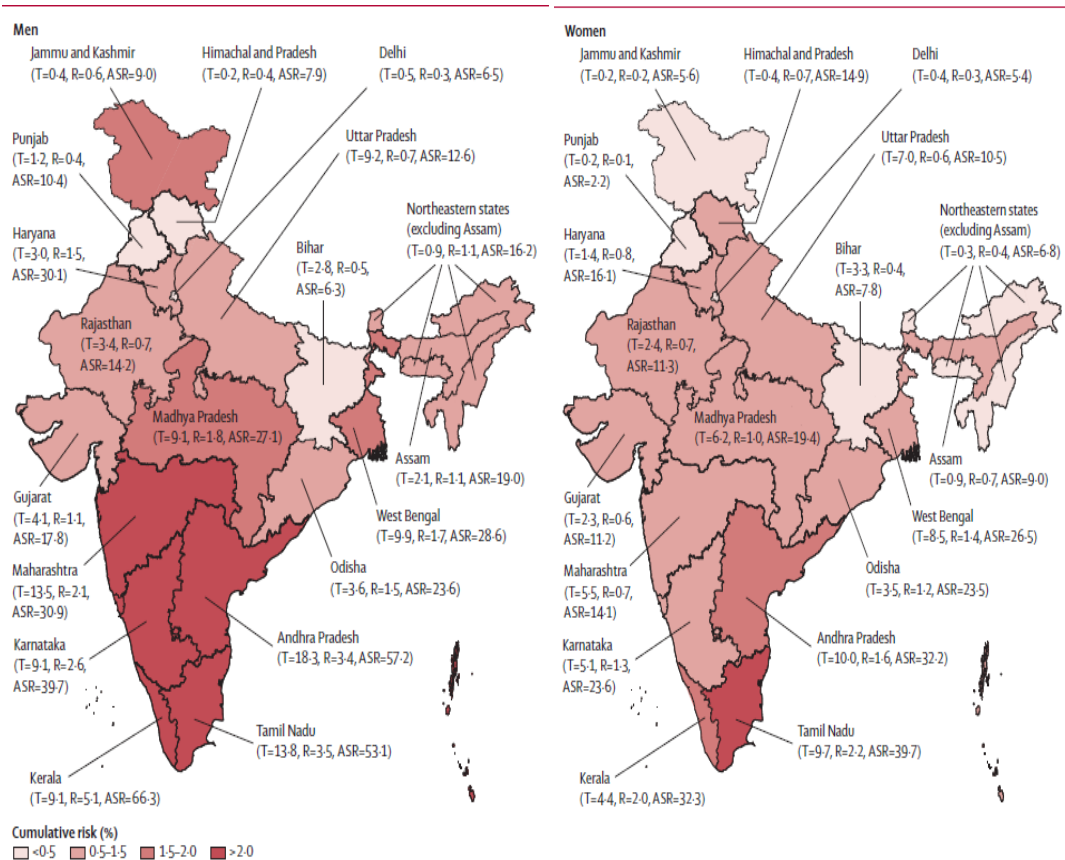 Men
Jammu and Kashmir
(T=0·4, R=0·6, ASR=9·0)
Himachal and Pradesh
(T=0·2, R=0·4, ASR=7·9)
Delhi
(T=0·5, R=0·3, ASR=6·5)
Punjab
(T=1·2, R=0·4,
ASR=10·4)
Uttar Pradesh
(T=9·2, R=0·7, ASR=12·6)
Haryana
(T=3·0, R=1·5,
ASR=30·1)
Bihar
(T=2·8, R=0·5,
ASR=6·3)
Northeastern states
(excluding Assam)
(T=0·9, R=1·1, ASR=16·2)
Rajasthan
(T=3·4, R=0·7,
ASR=14·2)
Madhya Pradesh
(T=9·1, R=1·8, ASR=27·1)
Assam
(T=2·1, R=1·1, ASR=19·0)
Gujarat
(T=4·1, R=1·1,
ASR=17·8)
West Bengal
(T=9·9, R=1·7, ASR=28·6)
Maharashtra
(T=13·5, R=2·1,
ASR=30·9)
Odisha
(T=3·6, R=1·5, ASR=23·6)
Karnataka
(T=9·1, R=2·6,
ASR=39·7)
Andhra Pradesh
(T=18·3, R=3·4, ASR=57·2)
Tamil Nadu
(T=13·8, R=3·5, ASR=53·1)
Kerala
(T=9·1, R=5·1, ASR=66·3)
Women
Jammu and Kashmir
(T=0·2, R=0·2, ASR=5·6)
Himachal and Pradesh
(T=0·4, R=0·7, ASR=14·9)
Delhi
(T=0·4, R=0·3, ASR=5·4)
Punjab
(T=0·2, R=0·1,
ASR=2·2)
Uttar Pradesh
(T=7·0, R=0·6, ASR=10·5)
Haryana
(T=1·4, R=0·8,
ASR=16·1)
Bihar
(T=3·3, R=0·4,
ASR=7·8)
Northeastern states
(excluding Assam)
(T=0·3, R=0·4, ASR=6·8)
Rajasthan
(T=2·4, R=0·7,
ASR=11·3)
Madhya Pradesh
(T=6·2, R=1·0, ASR=19·4)
Assam
(T=0·9, R=0·7, ASR=9·0)
Gujarat
(T=2·3, R=0·6,
ASR=11·2)
West Bengal
(T=8·5, R=1·4, ASR=26·5)
Maharashtra
(T=5·5, R=0·7,
ASR=14·1)
Odisha
(T=3·5, R=1·2, ASR=23·5)
Karnataka
(T=5·1, R=1·3,
ASR=23·6)
Andhra Pradesh
(T=10·0, R=1·6, ASR=32·2)
Tamil Nadu
(T=9·7, R=2·2, ASR=39·7)
Kerala
(T=4·4, R=2·0, ASR=32·3)
Cumulative risk (%)
<0·5 0·5–1·5 1·5–2·0 >2·0